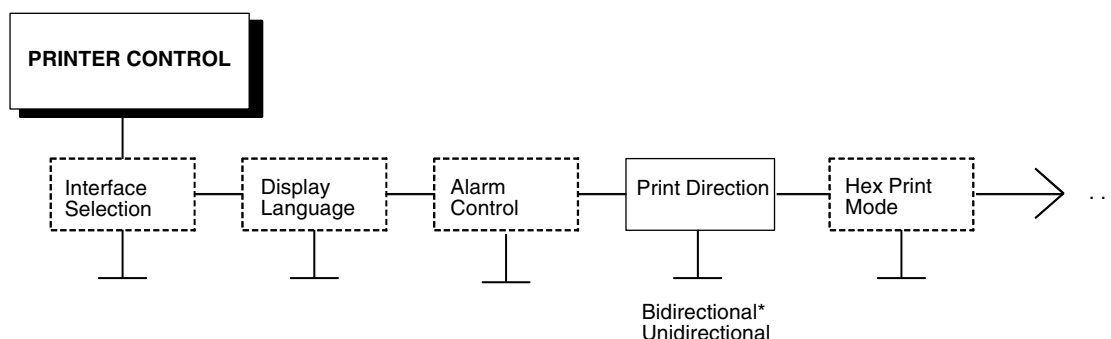 PRINTER CONTROL
Interface
Selection
Display
Language
Alarm
Control
Print Direction
Hex Print
Mode
. .
Bidirectional*
Unidirectional